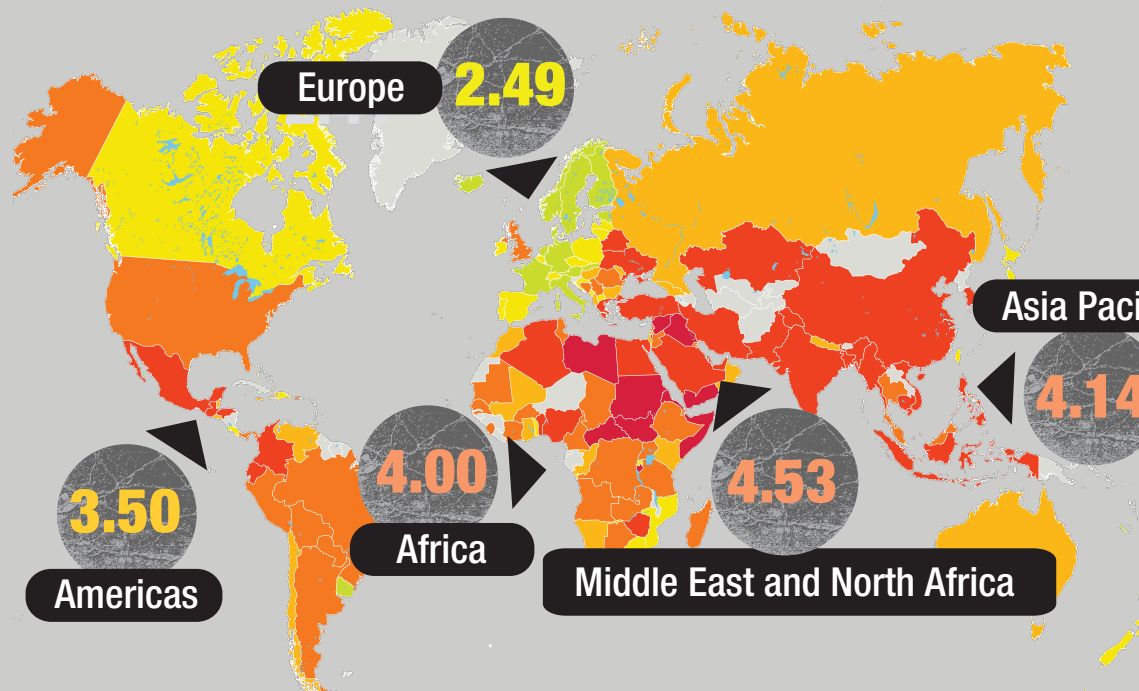 Europe
2.49
Asia Paci
4.14
3.50
Americas
4.00
Africa
4.53
Middle East and North Africa